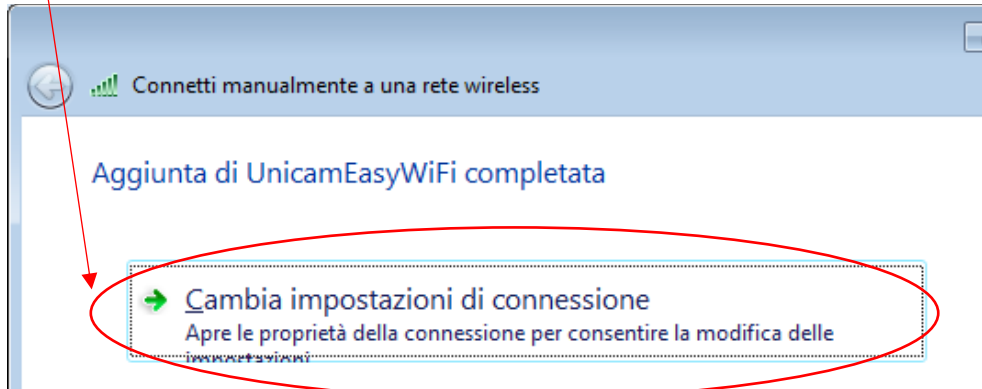 Connetti manualmente a una rete wireless
Aggiunta di UnicamEasyWiFi completata
Cambia impostazioni di connessione
Apre le proprietà della connessione per consentire la modifica delle
impostazioni